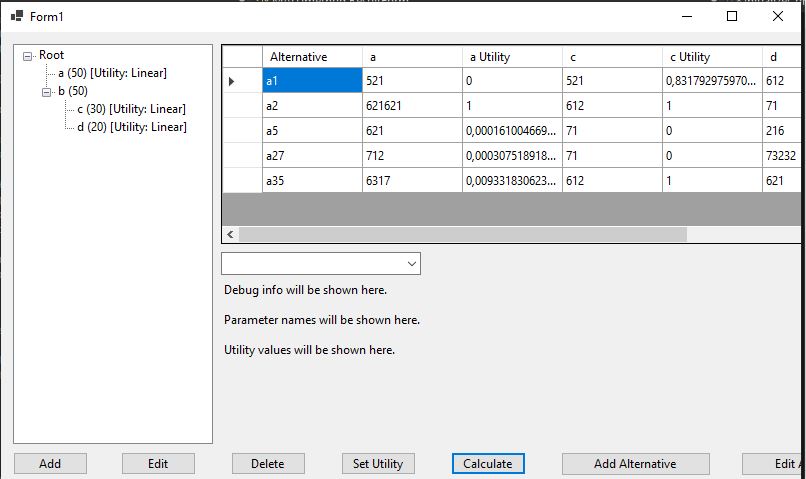 Form1
Root
a (50) [Utility: Linear]
b (50)
c (30) [Utility: Linear]
d (20) [Utility: Linear]
Alternative a a Utility c c Utility d
a1 521 0 521 0,831792975970... 612
a2 621621 1 612 1 71
a5 621 0,000161004669... 71 0 216
a27 712 0,000307518918... 71 0 73232
a35 6317 0,009331830623... 612 1 621
Debug info will be shown here.
Parameter names will be shown here.
Utility values will be shown here.
Add Edit Delete Set Utility Calculate Add Alternative Edit A